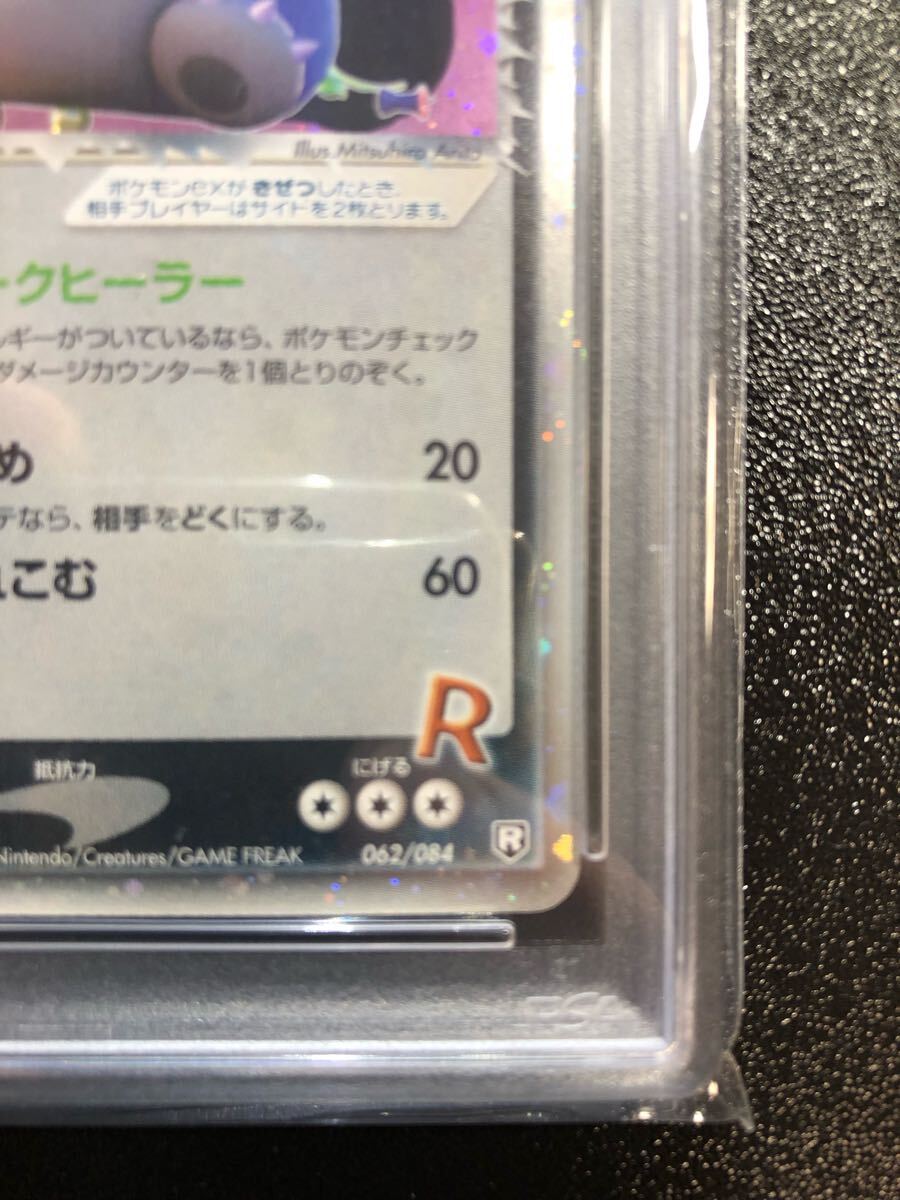 Illus.Mitsuhiro Arita
ポケモンexが きぜつしたとき、
相手プレイヤーはサイドを2枚とります。
ークヒーラー
ルギーがついているなら、ポケモンチェック
ダメージカウンターを1個とりのぞく。
め 20
テなら、相手をどくにする。
こむ 60
R
抵抗力 にげる
Nintendo/Creatures/GAME FREAK 062/084 R
PSA